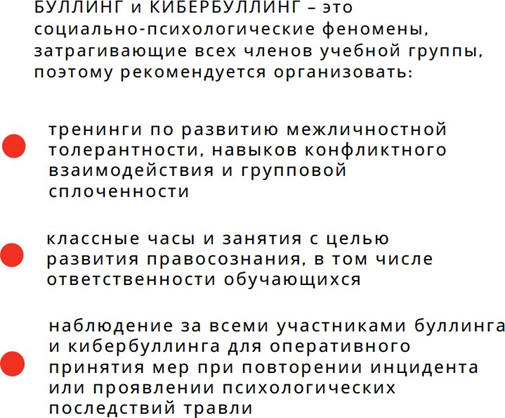 БУЛЛИНГ и КИБЕРБУЛЛИНГ – это
социально-психологические феномены,
затрагивающие всех членов учебной группы,
поэтому рекомендуется организовать:
тренинги по развитию межличностной
толерантности, навыков конфликтного
взаимодействия и групповой
сплоченности
классные часы и занятия с целью
развития правосознания, в том числе
ответственности обучающихся
наблюдение за всеми участниками буллинга
и кибербуллинга для оперативного
принятия мер при повторении инцидента
или проявлении психологических
последствий травли